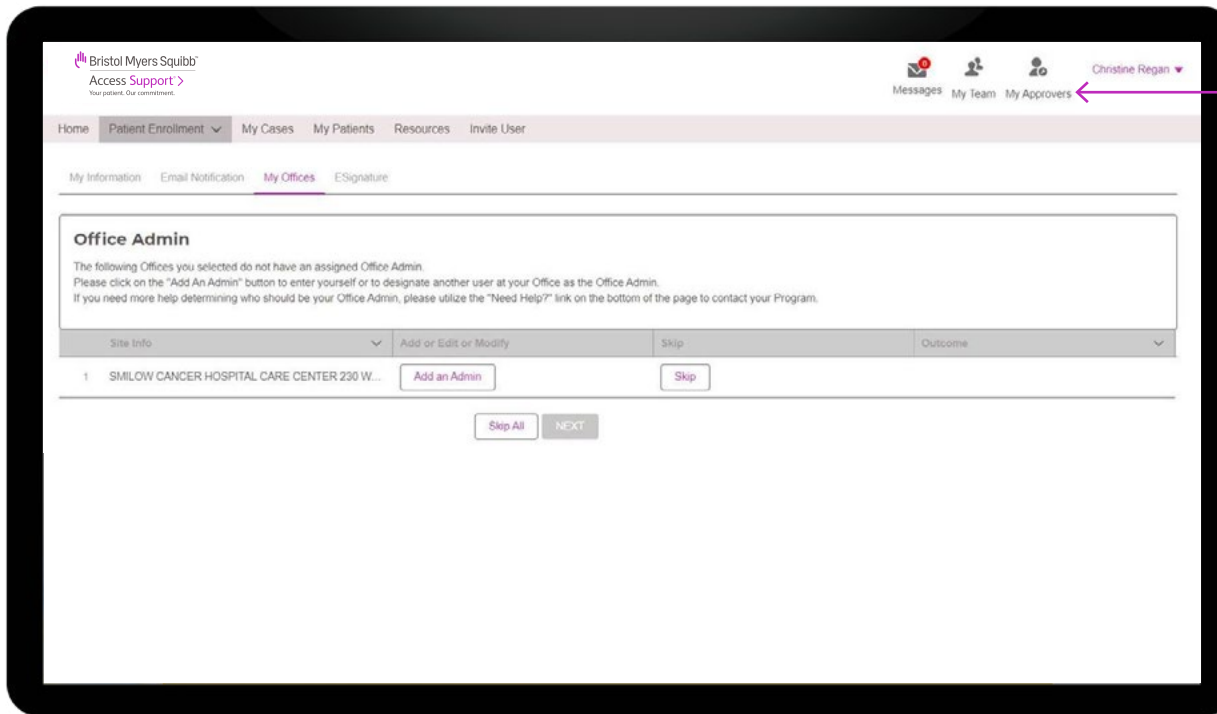 Bristol Myers Squibb™
Access Support®
Your patient. Our commitment.
0
Messages
My Team
My Approvers
Christine Regan
Home
Patient Enrollment
My Cases
My Patients
Resources
Invite User
My Information
Email Notification
My Offices
ESignature
Office Admin
The following Offices you selected do not have an assigned Office Admin.
Please click on the "Add An Admin" button to enter yourself or to designate another user at your Office as the Office Admin.
If you need more help determining who should be your Office Admin, please utilize the "Need Help?" link on the bottom of the page to contact your Program.
Site Info
Add or Edit or Modify
Skip
Outcome
1 SMILOW CANCER HOSPITAL CARE CENTER 230 W...
Add an Admin
Skip
Skip All
NEXT